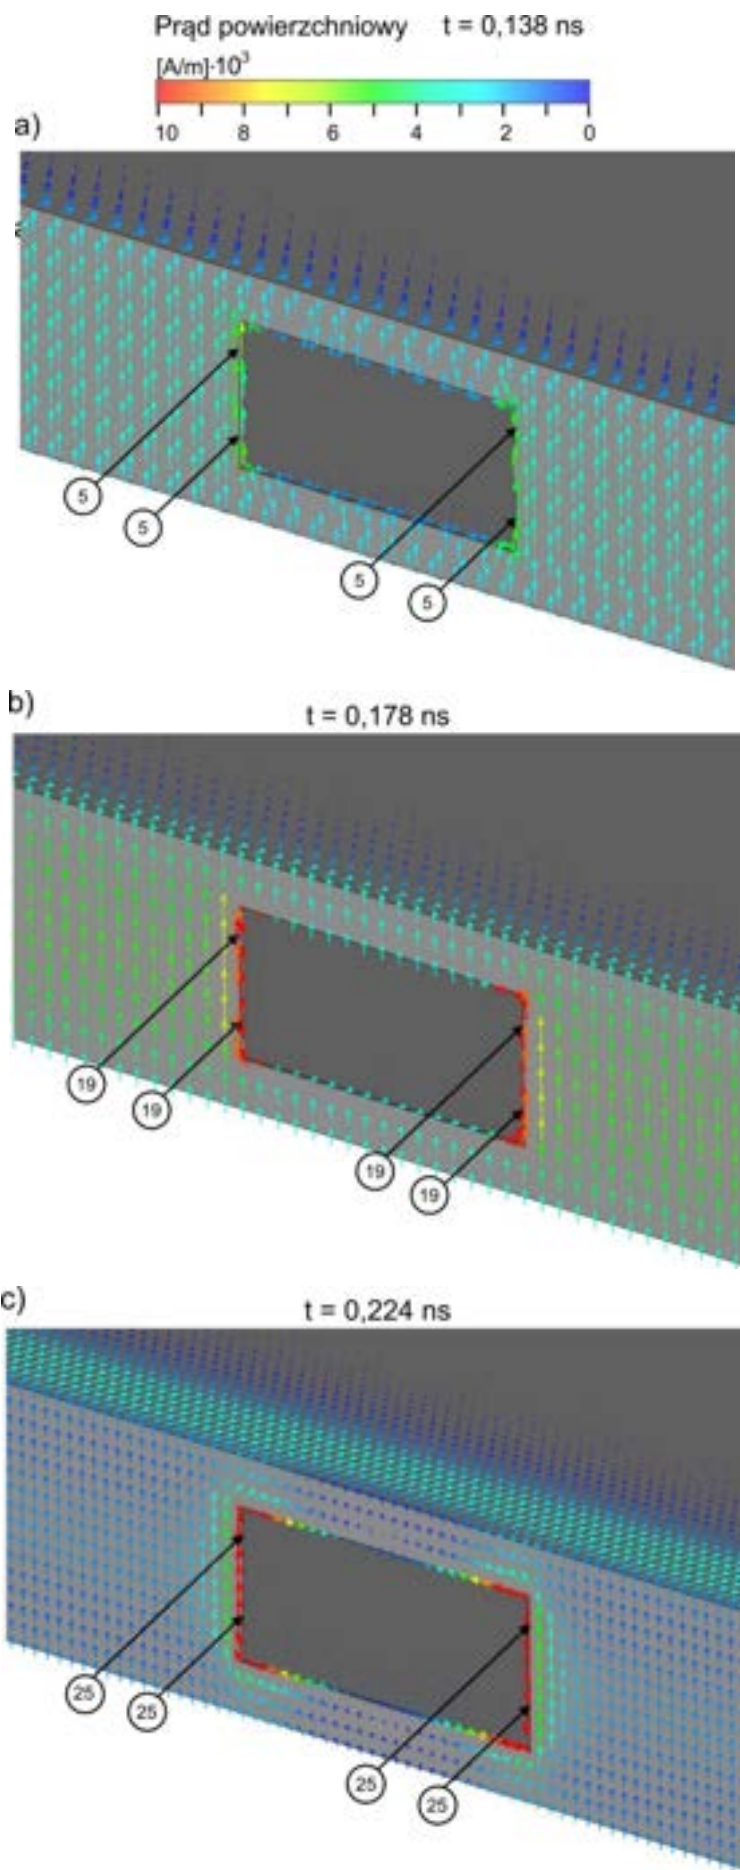 Prąd powierzchniowy t = 0,138 ns
[A/m]·10³
10 8 6 4 2 0
a)
5
5
5
5
b)
t = 0,178 ns
19
19
19
19
c)
t = 0,224 ns
25
25
25
25